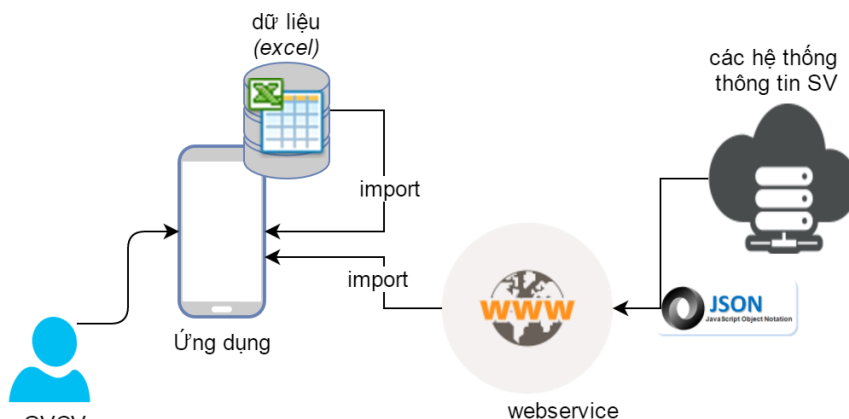 dữ liệu
(excel)
các hệ thống
thông tin SV
import
import
WWW
JSON
JavaScript Object Notation
Ứng dụng
webservice